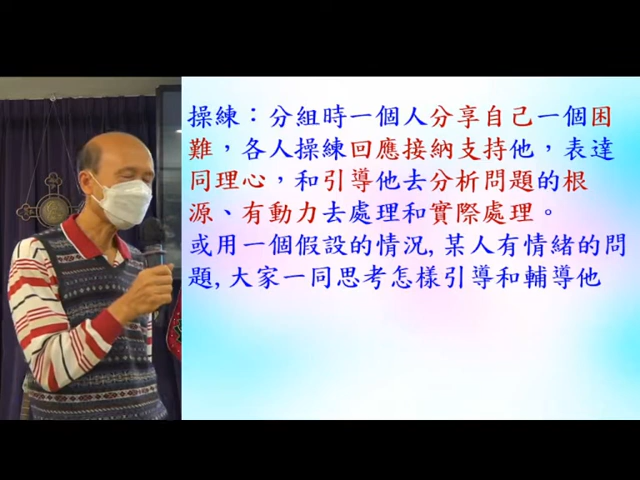 操練：分組時一個人分享自己一個困
難，各人操練回應接納支持他，表達
同理心，和引導他去分析問題的根
源、有動力去處理和實際處理。
或用一個假設的情況, 某人有情緒的問
題, 大家一同思考怎樣引導和輔導他